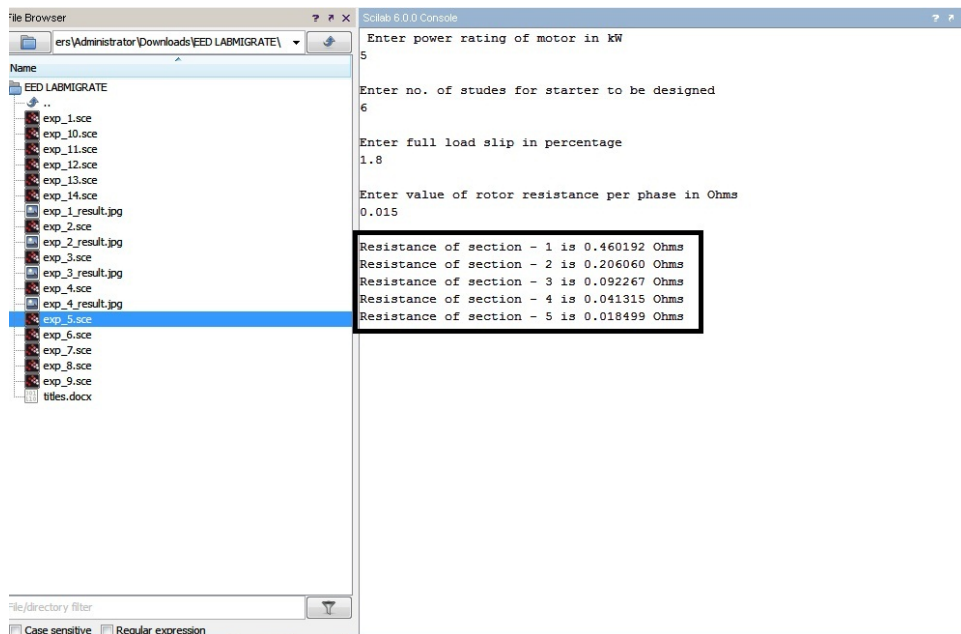 File Browser
ers\Administrator\Downloads\EED LABMIGRATE\
Name
EED LABMIGRATE
..
exp_1.sce
exp_10.sce
exp_11.sce
exp_12.sce
exp_13.sce
exp_14.sce
exp_1_result.jpg
exp_2.sce
exp_2_result.jpg
exp_3.sce
exp_3_result.jpg
exp_4.sce
exp_4_result.jpg
exp_5.sce
exp_6.sce
exp_7.sce
exp_8.sce
exp_9.sce
titles.docx
File/directory filter
Case sensitive Regular expression
Scilab 6.0.0 Console
Enter power rating of motor in kW
5
Enter no. of studes for starter to be designed
6
Enter full load slip in percentage
1.8
Enter value of rotor resistance per phase in Ohms
0.015
Resistance of section - 1 is 0.460192 Ohms
Resistance of section - 2 is 0.206060 Ohms
Resistance of section - 3 is 0.092267 Ohms
Resistance of section - 4 is 0.041315 Ohms
Resistance of section - 5 is 0.018499 Ohms